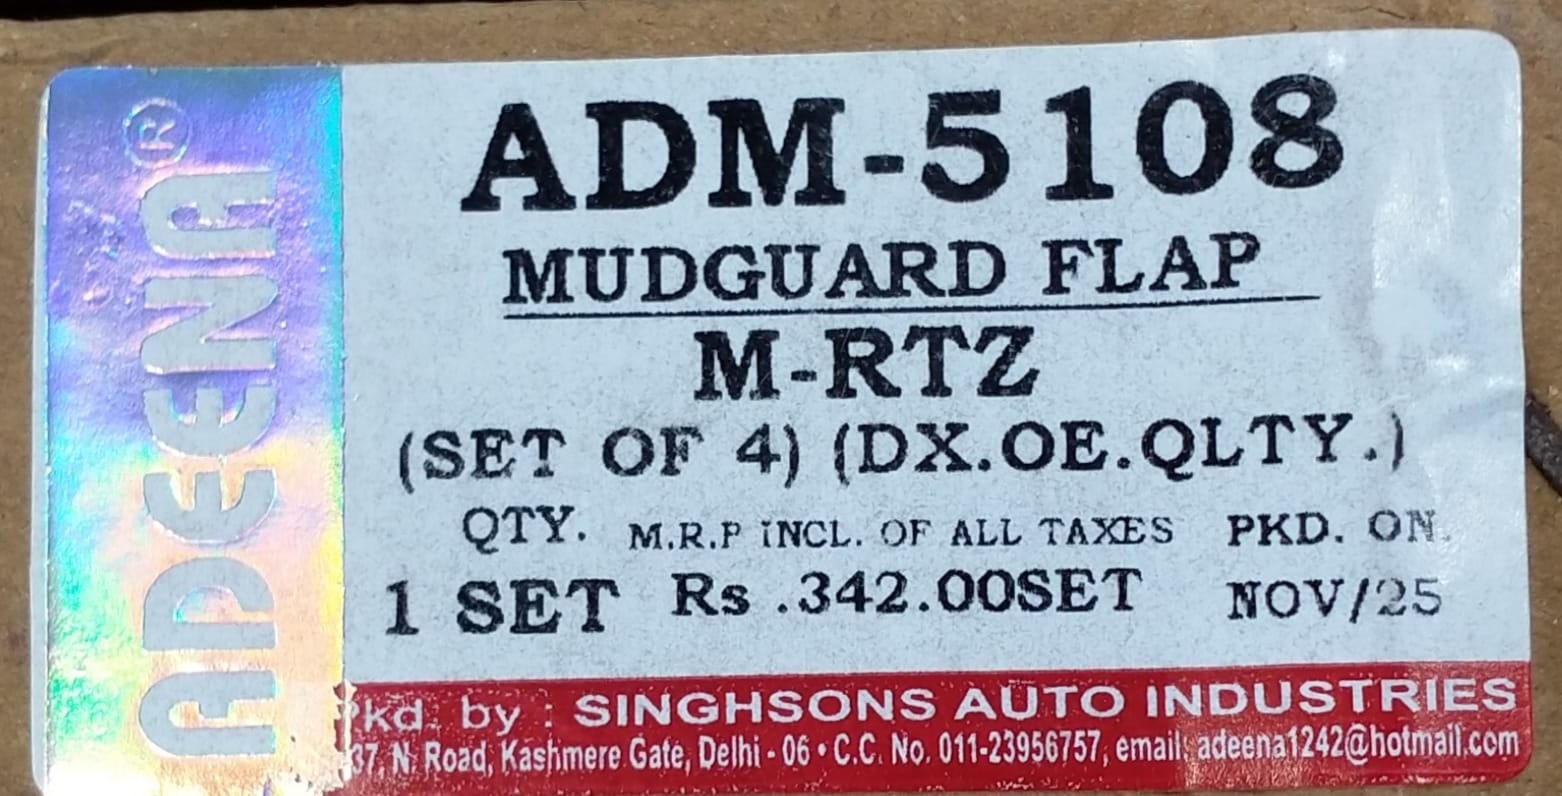 ADEENA®
ADM-5108
MUDGUARD FLAP
M-RTZ
(SET OF 4) (DX.OE.QLTY.)
QTY. M.R.P INCL. OF ALL TAXES PKD. ON.
1 SET Rs .342.00SET NOV/25
Pkd. by : SINGHSONS AUTO INDUSTRIES
37, N. Road, Kashmere Gate, Delhi - 06 • C.C. No. 011-23956757, email: adeena1242@hotmail.com